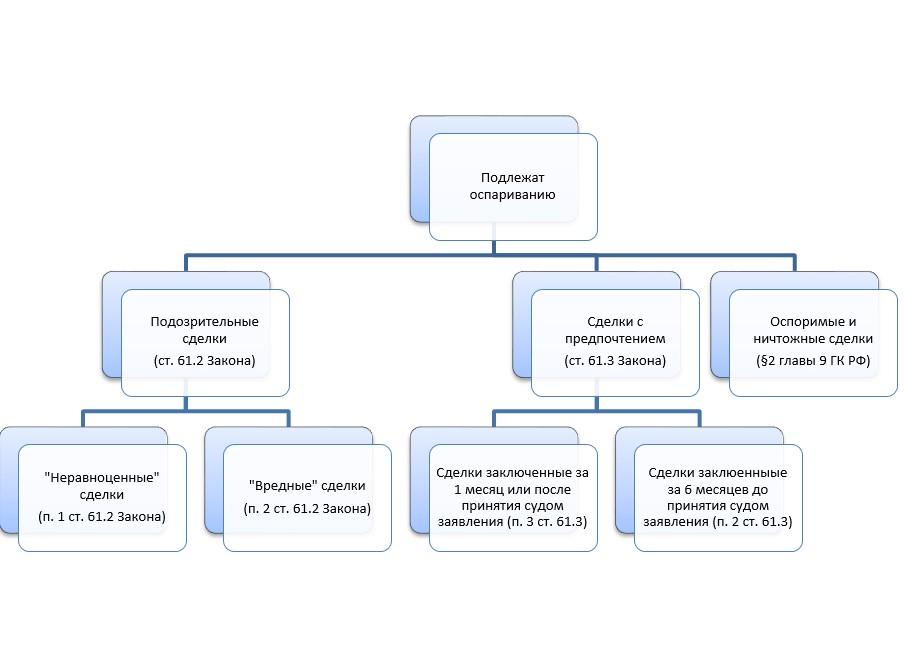 Подлежат
оспариванию
Подозрительные
сделки
(ст. 61.2 Закона)
Сделки с
предпочтением
(ст. 61.3 Закона)
Оспоримые и
ничтожные сделки
(§2 главы 9 ГК РФ)
"Неравноценные"
сделки
(п. 1 ст. 61.2 Закона)
"Вредные" сделки
(п. 2 ст. 61.2 Закона)
Сделки заключенные за
1 месяц или после
принятия судом
заявления (п. 3 ст. 61.3)
Сделки заклюенныые
за 6 месяцев до
принятия судом
заявления (п. 2 ст. 61.3)